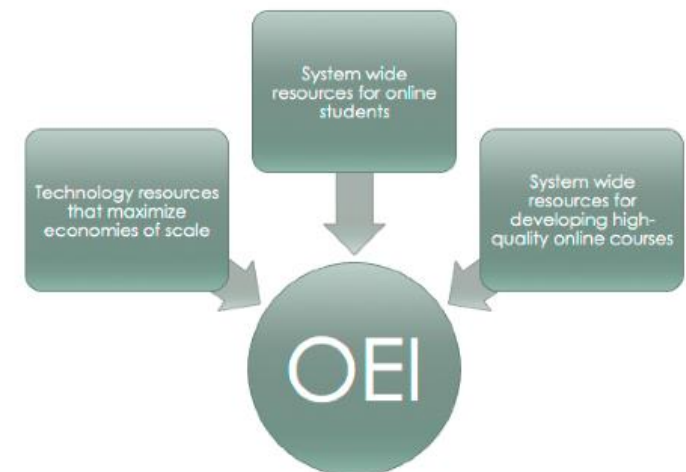 System wide
resources for online
students
Technology resources
that maximize
economies of scale
System wide
resources for
developing high-
quality online courses
OEI